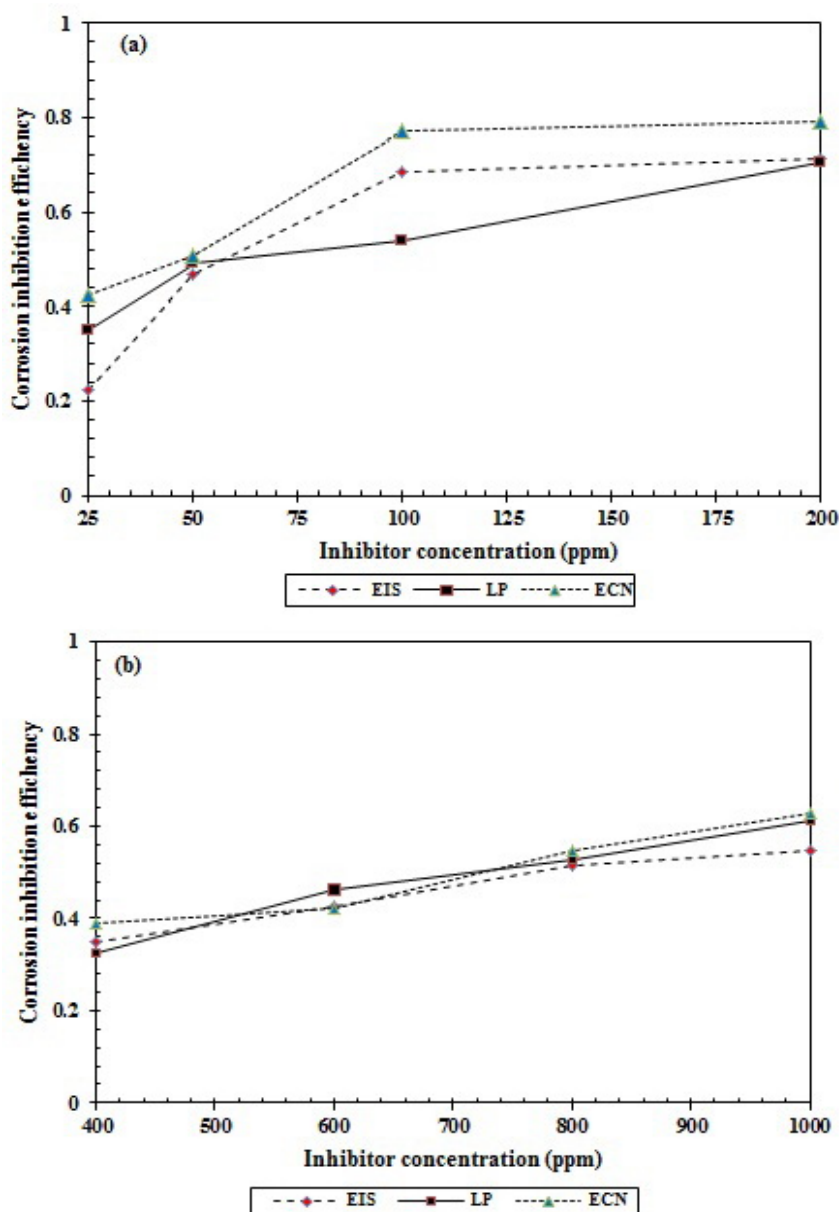 1
(a)
0.8
0.6
0.4
0.2
0
Corrosion inhibition effichency
25 50 75 100 125 150 175 200
Inhibitor concentration (ppm)
EIS LP ECN
1
(b)
0.8
0.6
0.4
0.2
0
Corrosion inhibition effichency
400 500 600 700 800 900 1000
Inhibitor concentration (ppm)
EIS LP ECN